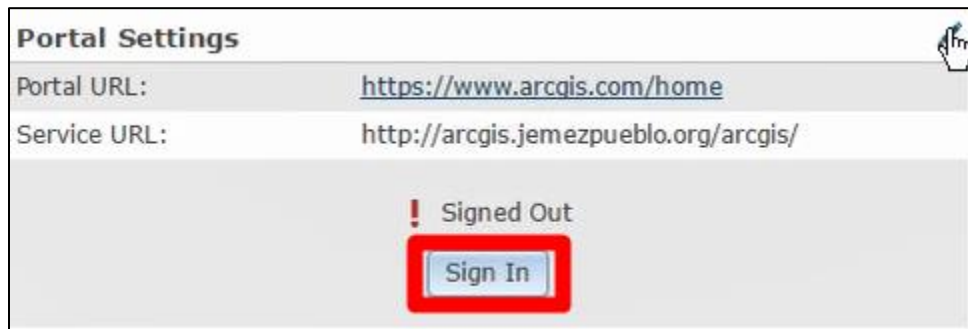 Portal Settings
Portal URL: https://www.arcgis.com/home
Service URL: http://arcgis.jemezpueblo.org/arcgis/
Signed Out
Sign In